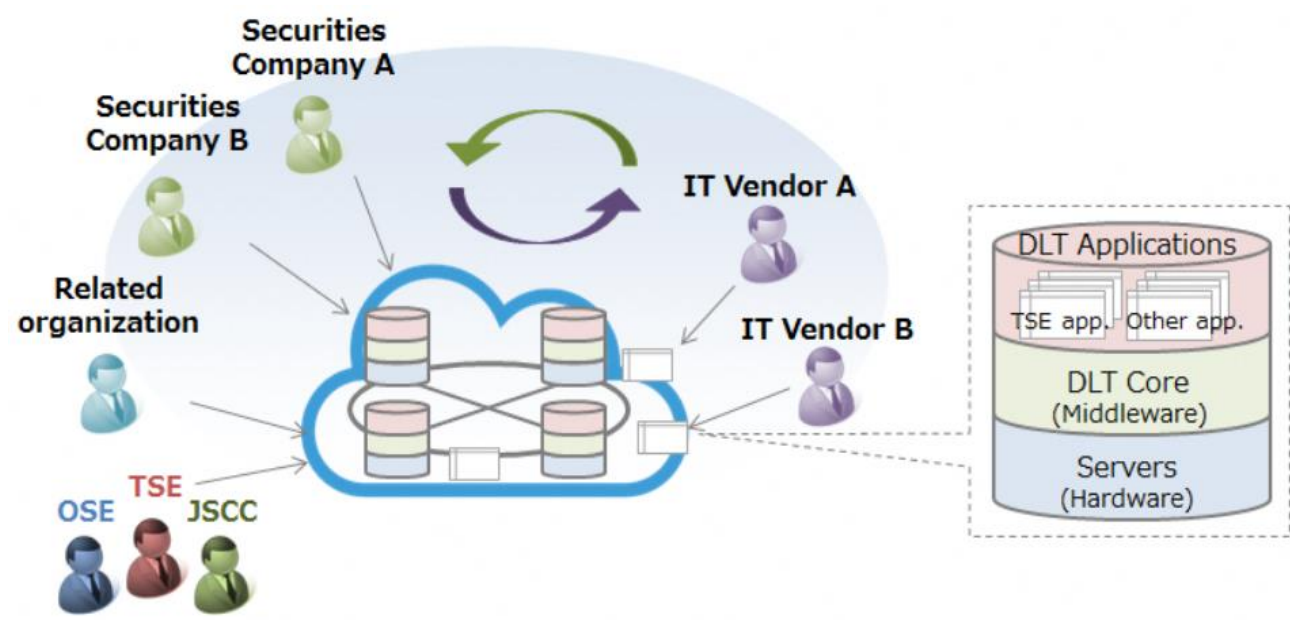 Securities
Company A
Securities
Company B
IT Vendor A
Related
organization
IT Vendor B
TSE
OSE
JSCC
DLT Applications
TSE app.
Other app.
DLT Core
(Middleware)
Servers
(Hardware)